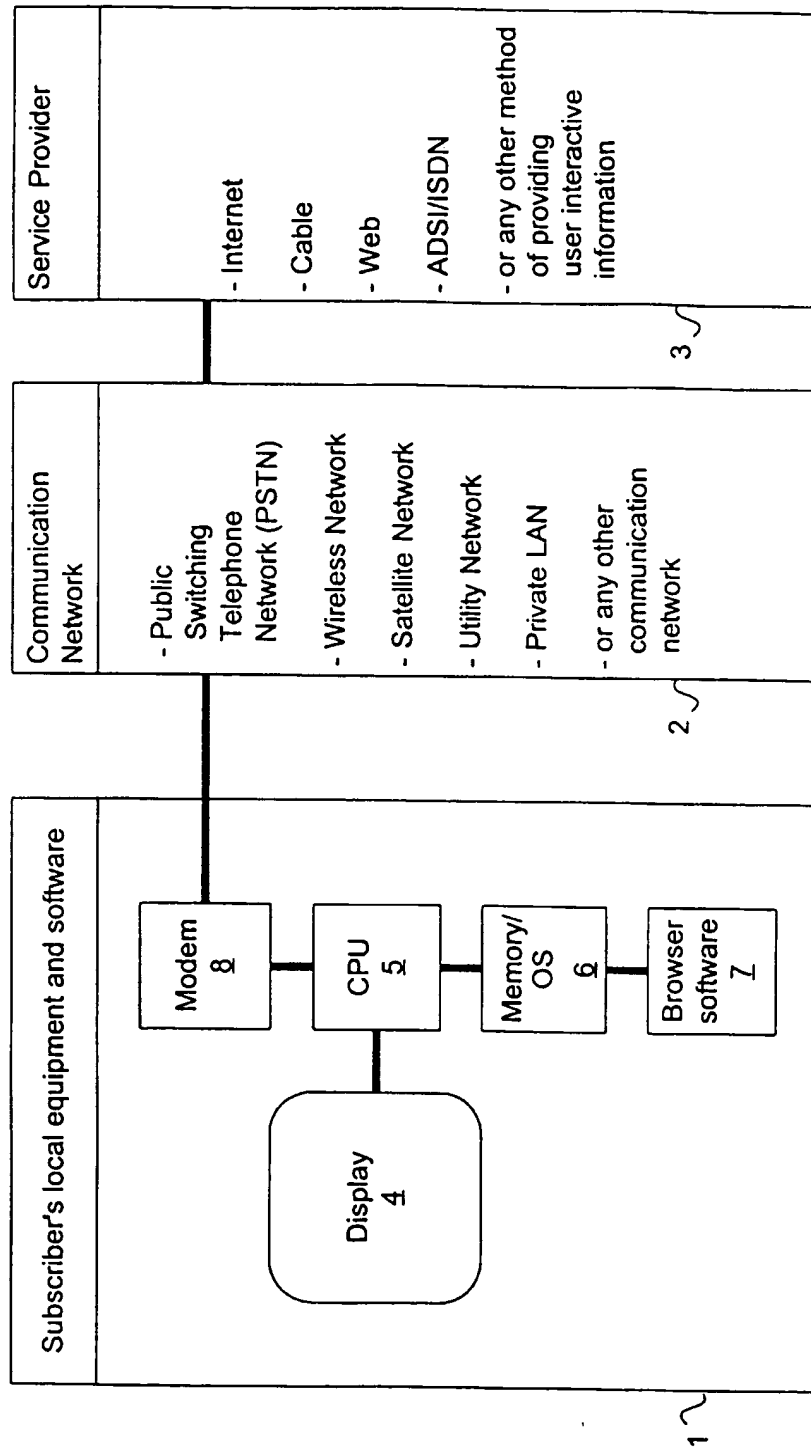 Subscriber's local equipment and software
Display
4
Modem
8
CPU
5
Memory/
OS
6
Browser
software
7
1
Communication
Network
- Public
Switching
Telephone
Network (PSTN)
- Wireless Network
- Satellite Network
- Utility Network
- Private LAN
- or any other
communication
network
2
Service Provider
- Internet
- Cable
- Web
- ADSI/ISDN
- or any other method
of providing
user interactive
information
3